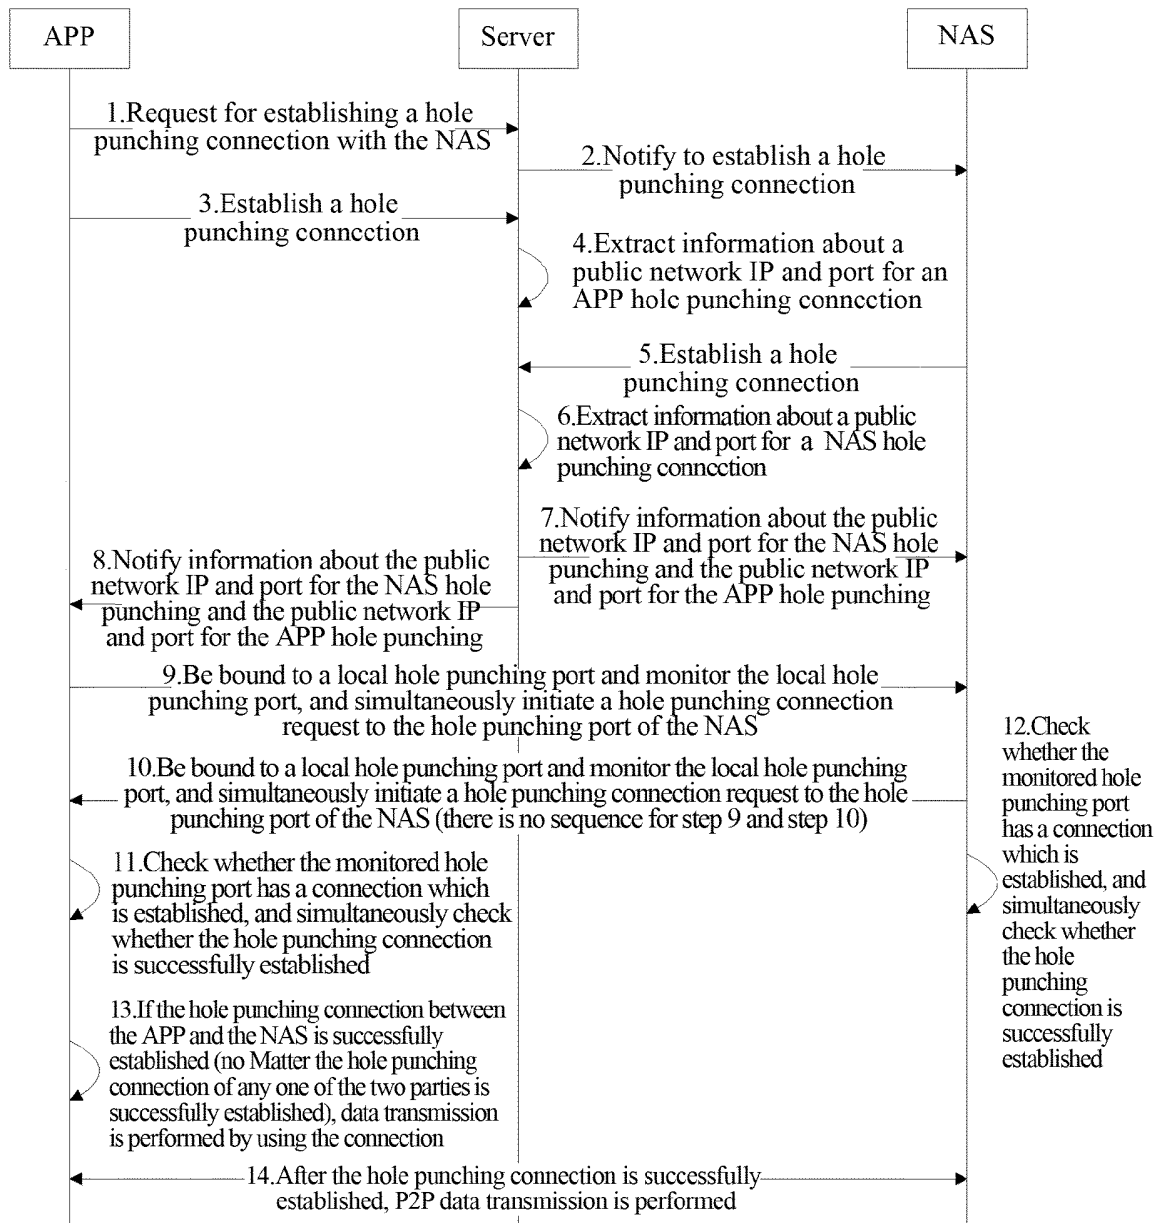 APP
Server
NAS
1.Request for establishing a hole
punching connection with the NAS
2.Notify to establish a hole
punching connection
3.Establish a hole
punching connection
4.Extract information about a
public network IP and port for an
APP hole punching connection
5.Establish a hole
punching connection
6.Extract information about a public
network IP and port for a NAS hole
punching connection
7.Notify information about the public
network IP and port for the NAS hole
punching and the public network IP
and port for the APP hole punching
8.Notify information about the public
network IP and port for the NAS hole
punching and the public network IP
and port for the APP hole punching
9.Be bound to a local hole punching port and monitor the local hole
punching port, and simultaneously initiate a hole punching connection
request to the hole punching port of the NAS
10.Be bound to a local hole punching port and monitor the local hole punching
port, and simultaneously initiate a hole punching connection request to the hole
punching port of the NAS (there is no sequence for step 9 and step 10)
11.Check whether the monitored hole
punching port has a connection which
is established, and simultaneously check
whether the hole punching connection
is successfully established
12.Check
whether the
monitored hole
punching port
has a connection
which is
established, and
simultaneously
check whether
the hole
punching
connection is
successfully
established
13.If the hole punching connection between
the APP and the NAS is successfully
established (no Matter the hole punching
connection of any one of the two parties is
successfully established), data transmission
is performed by using the connection
14.After the hole punching connection is successfully
established, P2P data transmission is performed